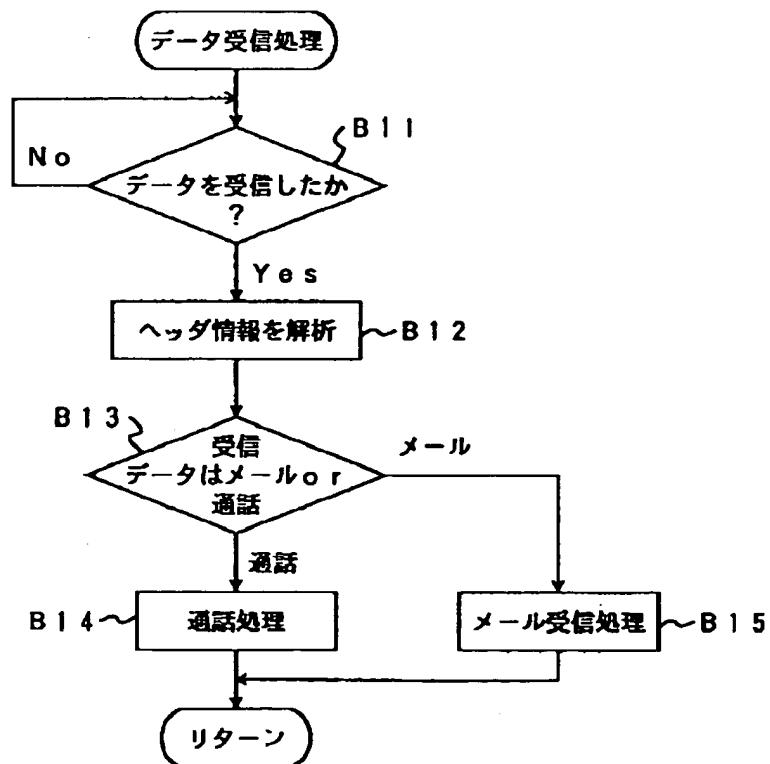 データ受信処理
B11
No
データを受信したか
?
Yes
ヘッダ情報を解析
B12
B13
受信
データはメールor
通話
メール
通話
B14
通話処理
メール受信処理
B15
リターン